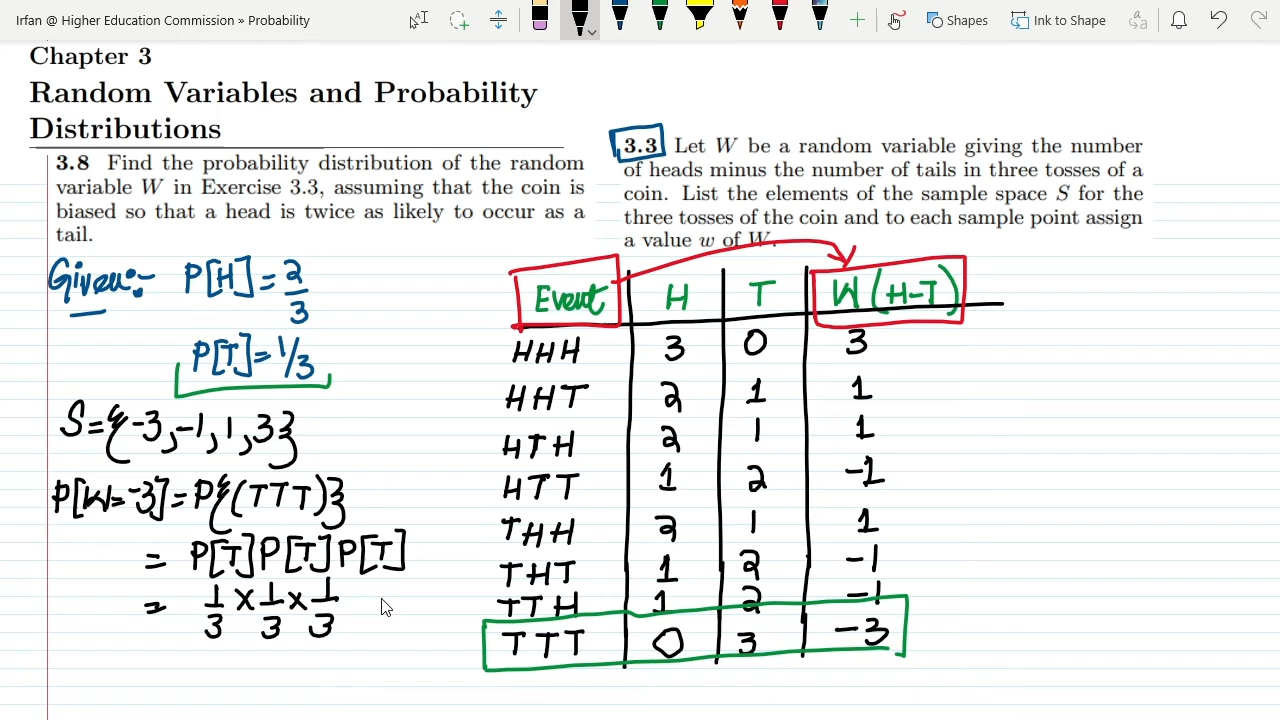 Irfan @ Higher Education Commission » Probability
Shapes
Ink to Shape
Chapter 3
Random Variables and Probability
Distributions
3.8 Find the probability distribution of the random
variable W in Exercise 3.3, assuming that the coin is
biased so that a head is twice as likely to occur as a
tail.
3.3 Let W be a random variable giving the number
of heads minus the number of tails in three tosses of a
coin. List the elements of the sample space S for the
three tosses of the coin and to each sample point assign
a value w of W.
Given:- P[H] = 2/3
P[T] = 1/3
S={-3,-1,1,3}
P[W=-3]=P{(TTT)}
= P[T]P[T]P[T]
= 1/3 × 1/3 × 1/3
Event H T W(H-T)
HHH 3 0 3
HHT 2 1 1
HTH 2 1 1
HTT 1 2 -1
THH 2 1 1
THT 1 2 -1
TTH 1 2 -1
TTT 0 3 -3